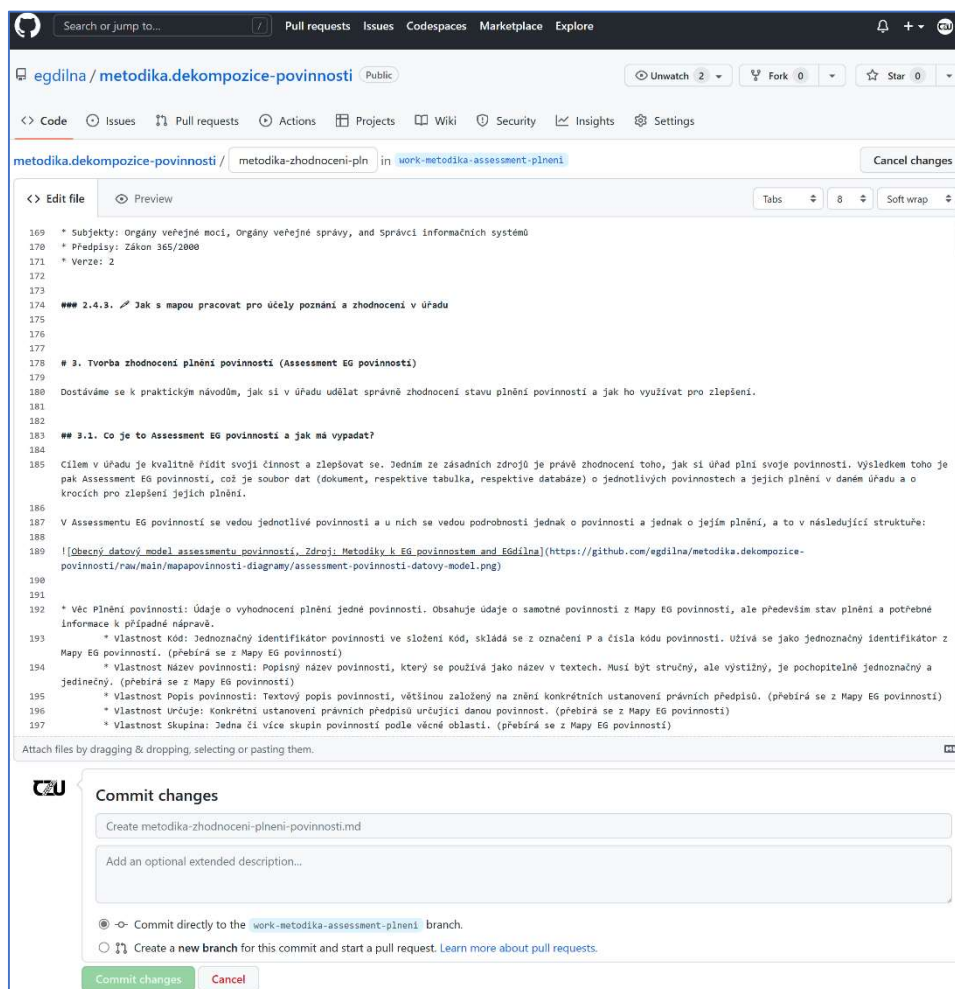 Search or jump to... / Pull requests Issues Codespaces Marketplace Explore
egdilna / metodika.dekompozice-povinnosti Public Unwatch 2 Fork 0 Star 0
Code Issues Pull requests Actions Projects Wiki Security Insights Settings
metodika.dekompozice-povinnosti / metodika-zhodnoceni-pln in work-metodika-assessment-plneni Cancel changes
<> Edit file Preview Tabs 8 Soft wrap
169 * Subjekty: Orgány veřejné moci, Orgány veřejné správy, and Správci informačních systémů
170 * Předpisy: Zákon 365/2000
171 * Verze: 2
172
173
174 ### 2.4.3. 🖉 Jak s mapou pracovat pro účely poznání a zhodnocení v úřadu
175
176
177
178 # 3. Tvorba zhodnocení plnění povinností (Assessment EG povinností)
179
180 Dostáváme se k praktickým návodům, jak si v úřadu udělat správně zhodnocení stavu plnění povinností a jak ho využívat pro zlepšení.
181
182
183 ## 3.1. Co je to Assessment EG povinností a jak má vypadat?
184
185 Cílem v úřadu je kvalitně řídit svoji činnost a zlepšovat se. Jedním ze zásadních zdrojů je právě zhodnocení toho, jak si úřad plní svoje povinností. Výsledkem toho je
pak Assessment EG povinností, což je soubor dat (dokument, respektive tabulka, respektive databáze) o jednotlivých povinnostech a jejich plnění v daném úřadu a o
krocích pro zlepšení jejich plnění.
186
187 V Assessmentu EG povinností se vedou jednotlivé povinnosti a u nich se vedou podrobnosti jednak o povinnosti a jednak o jejím plnění, a to v následující struktuře:
188
189 ![Obecný datový model assessmentu povinností, Zdroj: Metodiky k EG povinnostem and EGdílna](https://github.com/egdilna/metodika.dekompozice-
povinnosti/raw/main/mapapovinnosti-diagramy/assessment-povinnosti-datovy-model.png)
190
191
192 * Věc Plnění povinnosti: Údaje o vyhodnocení plnění jedné povinnosti. Obsahuje údaje o samotné povinnosti z Mapy EG povinností, ale především stav plnění a potřebné
informace k případné nápravě.
193 * Vlastnost Kód: Jednoznačný identifikátor povinnosti ve složení Kód, skládá se z označení P a čísla kódu povinnosti. Užívá se jako jednoznačný identifikátor z
Mapy EG povinností. (přebírá se z Mapy EG povinností)
194 * Vlastnost Název povinnosti: Popisný název povinnosti, který se používá jako název v textech. Musí být stručný, ale výstižný, je pochopitelně jednoznačný a
jedinečný. (přebírá se z Mapy EG povinností)
195 * Vlastnost Popis povinnosti: Textový popis povinnosti, většinou založený na znění konkrétních ustanovení právních předpisů. (přebírá se z Mapy EG povinností)
196 * Vlastnost Určuje: Konkrétní ustanovení právních předpisů určující danou povinnost. (přebírá se z Mapy EG povinností)
197 * Vlastnost Skupina: Jedna či více skupin povinností podle věcné oblasti. (přebírá se z Mapy EG povinností)
Attach files by dragging & dropping, selecting or pasting them.
CZU Commit changes
Create metodika-zhodnoceni-plneni-povinnosti.md
Add an optional extended description...
Commit directly to the work-metodika-assessment-plneni branch.
Create a new branch for this commit and start a pull request. Learn more about pull requests.
Commit changes Cancel